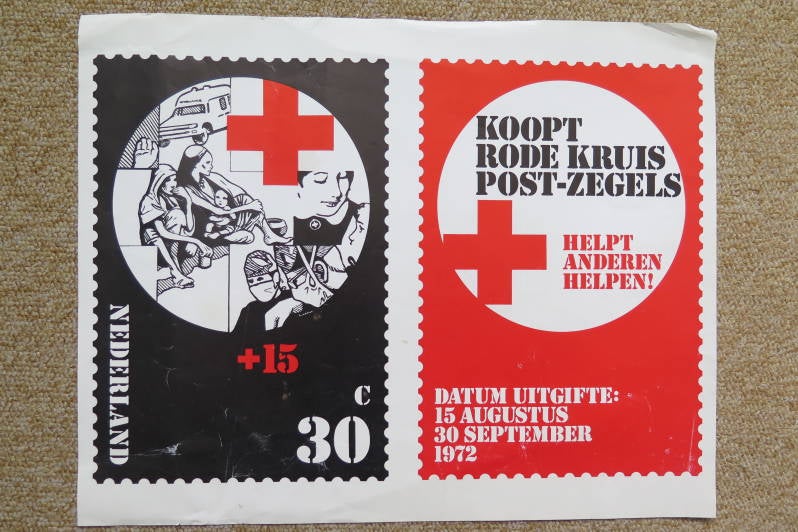 NEDERLAND
+15
C
30
KOOPT
RODE KRUIS
POST-ZEGELS
HELPT
ANDEREN
HELPEN!
DATUM UITGIFTE:
15 AUGUSTUS
30 SEPTEMBER
1972